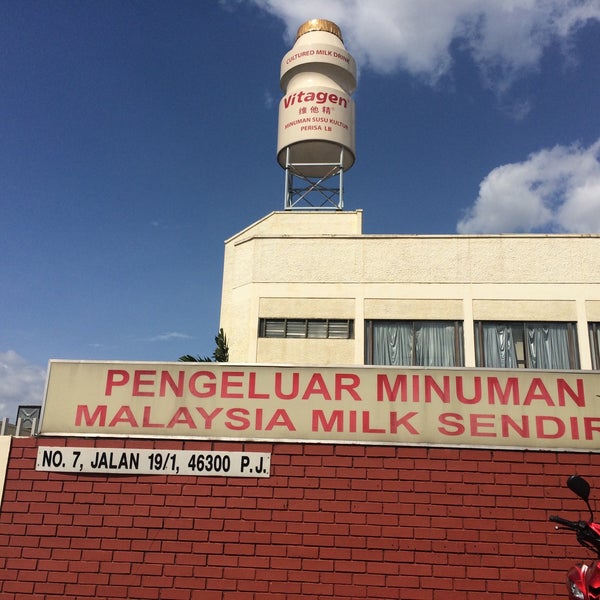 CULTURED MILK DRINK
Vitagen
维他精
MINUMAN SUSU KULTUR
PERISA LB
PENGELUAR MINUMAN
MALAYSIA MILK SENDIR
NO. 7, JALAN 19/1, 46300 P.J.